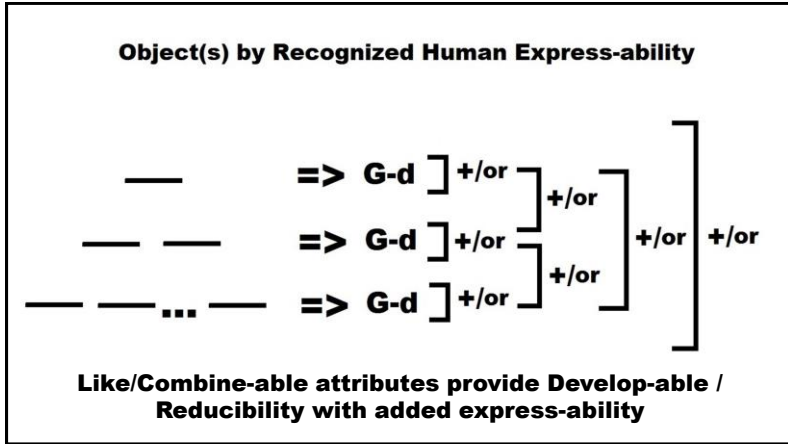 Object(s) by Recognized Human Express-ability
=> G-d ] +/or
+/or
=> G-d ] +/or +/or +/or
+/or
... => G-d ] +/or
Like/Combine-able attributes provide Develop-able /
Reducibility with added express-ability